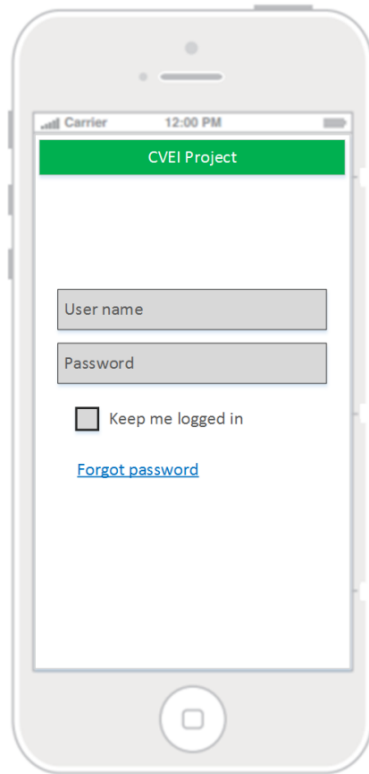 Carrier 12:00 PM
CVEI Project
User name
Password
Keep me logged in
Forgot password